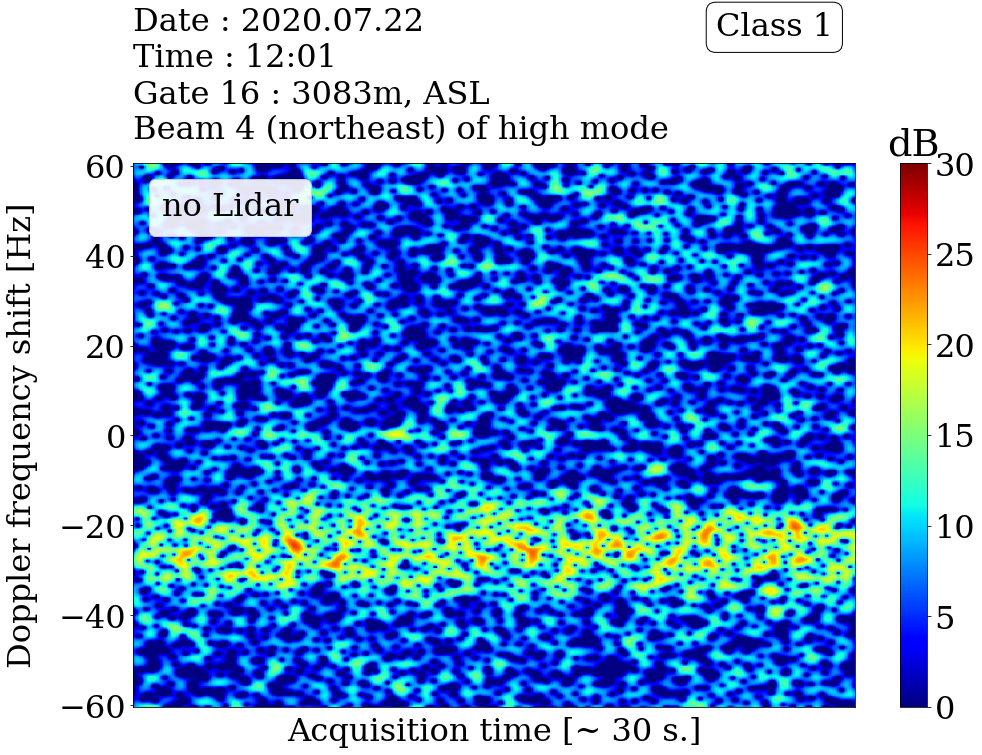 Date : 2020.07.22
Time : 12:01
Gate 16 : 3083m, ASL
Beam 4 (northeast) of high mode
Class 1
dB
no Lidar
Doppler frequency shift [Hz]
60
40
20
0
−20
−40
−60
30
25
20
15
10
5
0
Acquisition time [~ 30 s.]